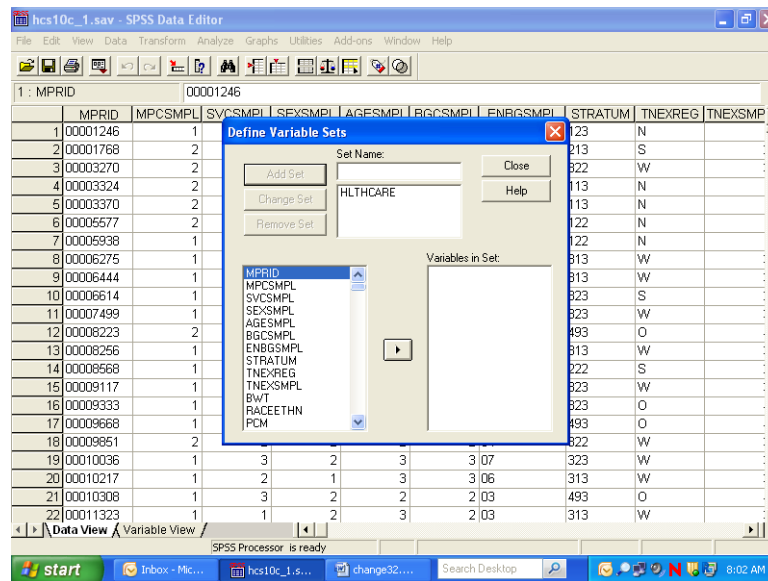 hcs10c_1.sav - SPSS Data Editor
File Edit View Data Transform Analyze Graphs Utilities Add-ons Window Help
1 : MPRID 00001246
MPRID MPCSMPL SVCSMPL SEXSMPL AGESMPL BGCSMPL ENBGSMPL STRATUM TNEXREG TNEXSMP
Define Variable Sets
Set Name:
Add Set
Change Set
Remove Set
HLTHCARE
Close
Help
Variables in Set:
MPRID
MPCSMPL
SVCSMPL
SEXSMPL
AGESMPL
BGCSMPL
ENBGSMPL
STRATUM
TNEXREG
TNEXSMPL
BWT
RACEETHN
PCM
1 00001246 1 123 N
2 00001768 2 213 S
3 00003270 2 822 W
4 00003324 2 113 N
5 00003370 2 113 N
6 00005577 2 122 N
7 00005938 1 122 N
8 00006275 1 313 W
9 00006444 1 313 W
10 00006614 1 323 S
11 00007499 1 323 W
12 00008223 2 493 O
13 00008256 1 313 W
14 00008568 1 222 S
15 00009117 1 323 W
16 00009333 1 323 O
17 00009668 1 493 O
18 00009851 2 822 W
19 00010036 1 3 2 3 3 07 323 W
20 00010217 1 2 1 3 3 06 313 W
21 00010308 1 3 2 2 2 03 493 O
22 00011323 1 1 2 3 2 03 313 W
Data View Variable View
SPSS Processor is ready
start Inbox - Mic... hcs10c_1.s... change32.... Search Desktop 8:02 AM